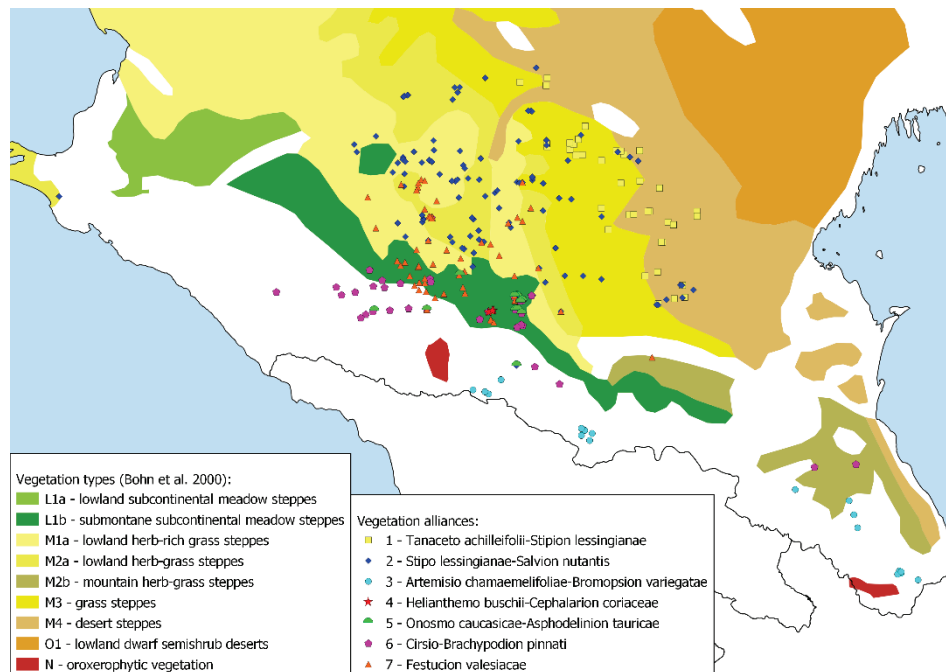 Vegetation types (Bohn et al. 2000):
L1a - lowland subcontinental meadow steppes
L1b - submontane subcontinental meadow steppes
M1a - lowland herb-rich grass steppes
M2a - lowland herb-grass steppes
M2b - mountain herb-grass steppes
M3 - grass steppes
M4 - desert steppes
O1 - lowland dwarf semishrub deserts
N - oroxerophytic vegetation
Vegetation alliances:
1 - Tanaceto achilleifolii-Stipion lessingianae
2 - Stipo lessingianae-Salvion nutantis
3 - Artemisio chamaemelifoliae-Bromopsion variegatae
4 - Helianthemo buschii-Cephalarion coriaceae
5 - Onosmo caucasicae-Asphodelinion tauricae
6 - Cirsio-Brachypodion pinnati
7 - Festucion valesiacae